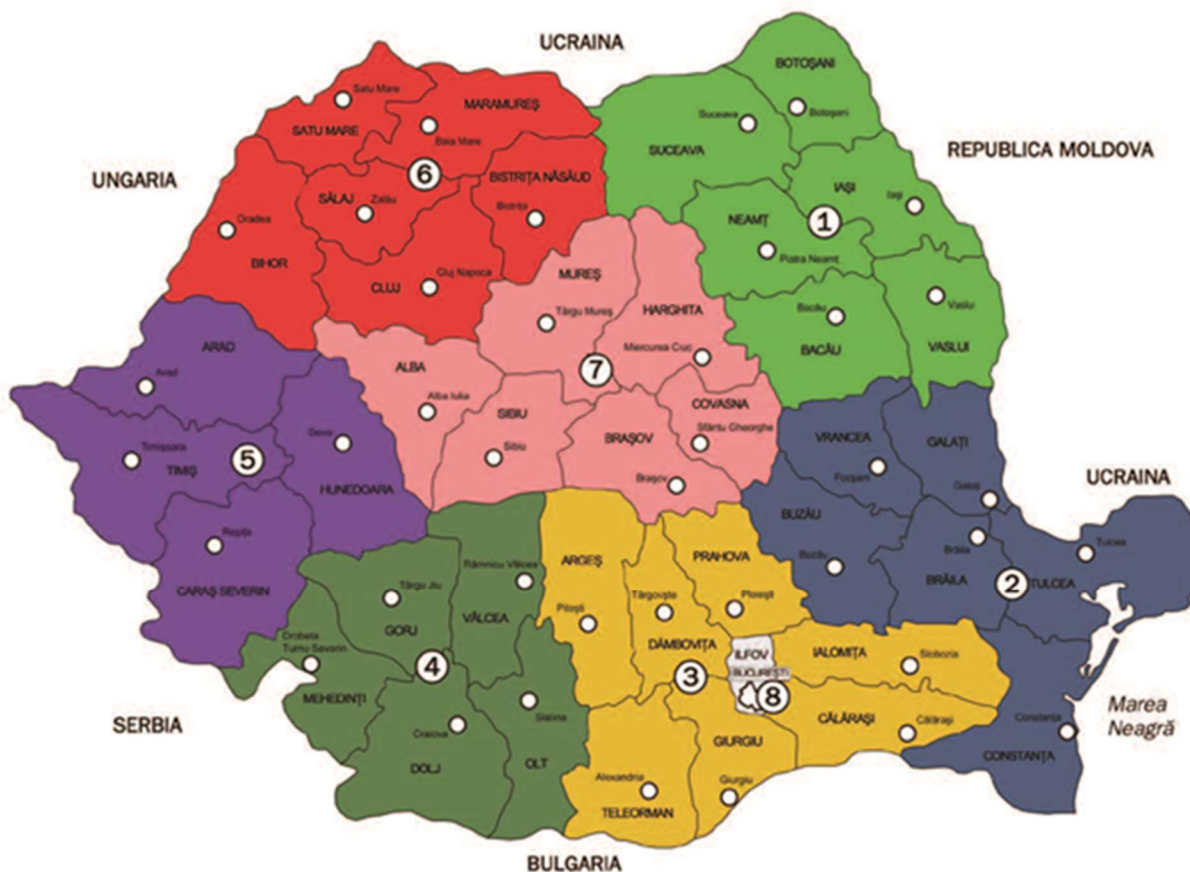 UCRAINA
BOTOȘANI
Botoșani
Satu Mare
MARAMUREȘ
SATU MARE
Baia Mare
Suceava
SUCEAVA
REPUBLICA MOLDOVA
UNGARIA
6
BISTRIȚA NĂSĂUD
SĂLAJ
Zalău
Bistrița
IAȘI
Iași
NEAMȚ
1
Piatra Neamț
Oradea
BIHOR
CLUJ
Cluj Napoca
MUREȘ
Târgu Mureș
HARGHITA
Miercurea Ciuc
Bacău
BACĂU
Vaslui
VASLUI
ARAD
Arad
ALBA
Alba Iulia
7
SIBIU
Sibiu
COVASNA
Sfântu Gheorghe
BRAȘOV
Brașov
Timișoara
TIMIȘ
5
Deva
HUNEDOARA
VRANCEA
Focșani
GALAȚI
Galați
UCRAINA
Reșița
CARAȘ SEVERIN
BUZĂU
Buzău
Brăila
BRĂILA
2
TULCEA
Tulcea
Râmnicu Vâlcea
VÂLCEA
Târgu Jiu
GORJ
ARGEȘ
Pitești
PRAHOVA
Ploiești
Târgoviște
DÂMBOVIȚA
3
Drobeta
Turnu Severin
MEHEDINȚI
4
ILFOV
BUCUREȘTI
8
IALOMIȚA
Slobozia
SERBIA
Craiova
DOLJ
Slatina
OLT
GIURGIU
Giurgiu
CĂLĂRAȘI
Călărași
Constanța
CONSTANȚA
Marea
Neagră
Alexandria
TELEORMAN
BULGARIA